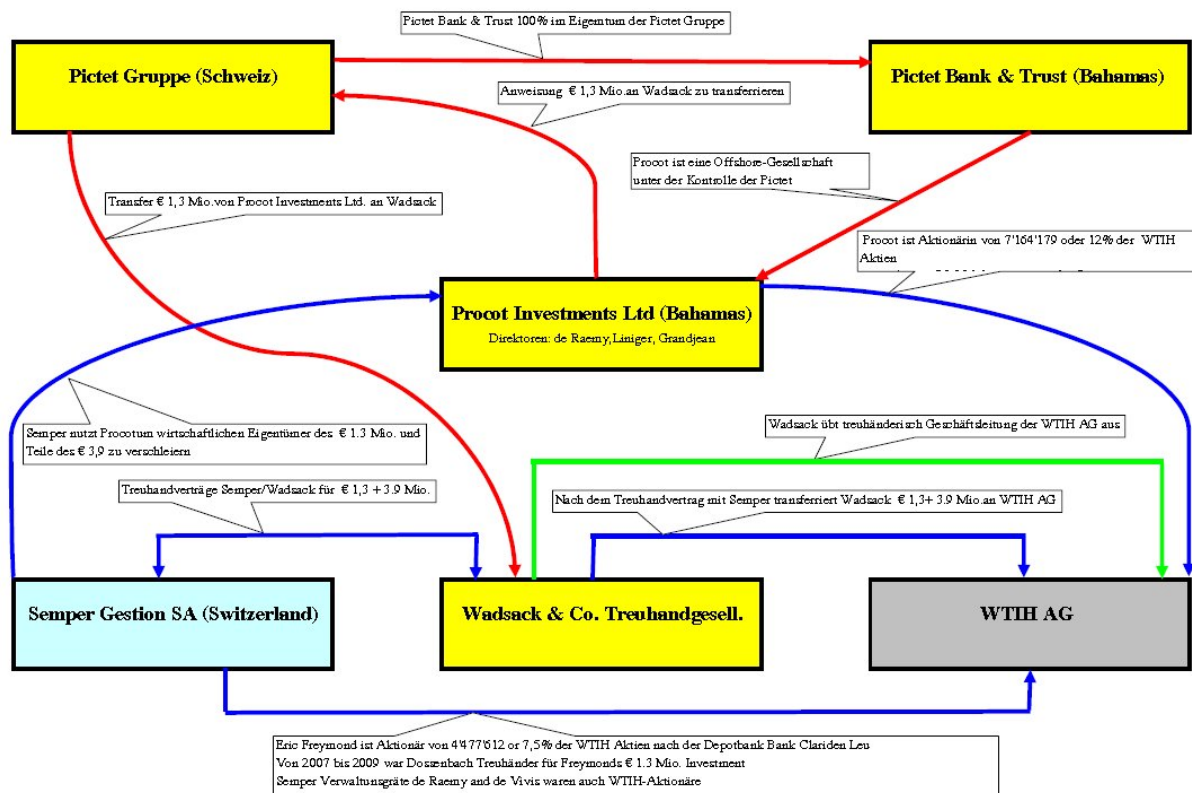 Pictet Bank & Trust 100% im Eigentum der Pictet Gruppe
Pictet Gruppe (Schweiz)
Pictet Bank & Trust (Bahamas)
Anweisung € 1,3 Mio.an Wadsack zu transferrieren
Procot ist eine Offshore-Gesellschaft
unter der Kontrolle der Pictet
Transfer € 1,3 Mio.von Procot Investments Ltd. an Wadsack
Procot ist Aktionärin von 7'164'179 oder 12% der WTIH
Aktien
Procot Investments Ltd (Bahamas)
Direktoren: de Raemy,Liniger, Grandjean
Semper nutzt Procotum wirtschaftlichen Eigentümer des € 1.3 Mio. und
Teile des € 3,9 zu verschleiern
Wadsack übt treuhänderisch Geschäftsleitung der WTIH AG aus
Treuhandverträge Semper/Wadsack für € 1,3 + 3.9 Mio.
Nach dem Treuhandvertrag mit Semper transferriert Wadsack € 1,3+ 3.9 Mio.an WTIH AG
Semper Gestion SA (Switzerland)
Wadsack & Co. Treuhandgesell.
WTIH AG
Eric Freymond ist Aktionär von 4'477'612 or 7,5% der WTIH Aktien nach der Depotbank Bank Clariden Leu
Von 2007 bis 2009 war Dossenbach Treuhänder für Freymonds € 1.3 Mio. Investment
Semper Verwaltunsgräte de Raemy and de Vivis waren auch WTIH-Aktionäre